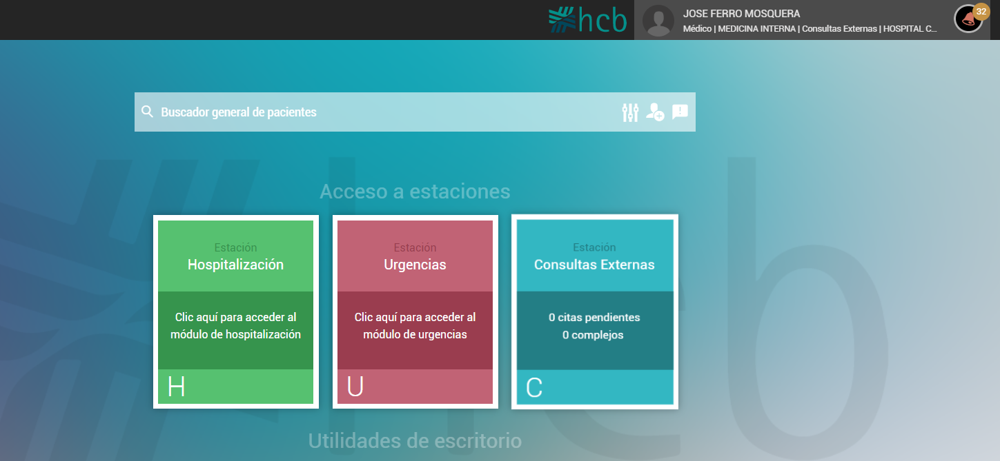 hcb
JOSE FERRO MOSQUERA
Médico | MEDICINA INTERNA | Consultas Externas | HOSPITAL C...
32
Buscador general de pacientes
Acceso a estaciones
Estación
Hospitalización
Clic aquí para acceder al
módulo de hospitalización
H
Estación
Urgencias
Clic aquí para acceder al
módulo de urgencias
U
Estación
Consultas Externas
0 citas pendientes
0 complejos
C
Utilidades de escritorio
hcb